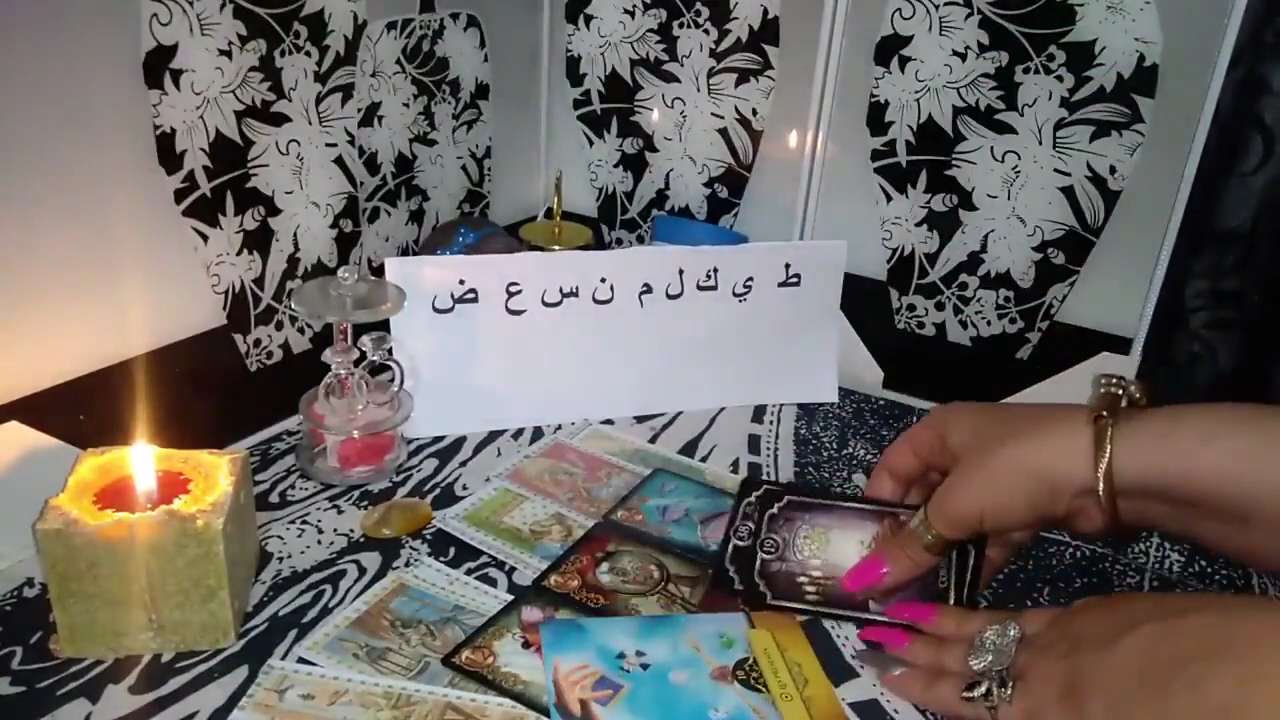 ط ي ك ل م ن س ع ض